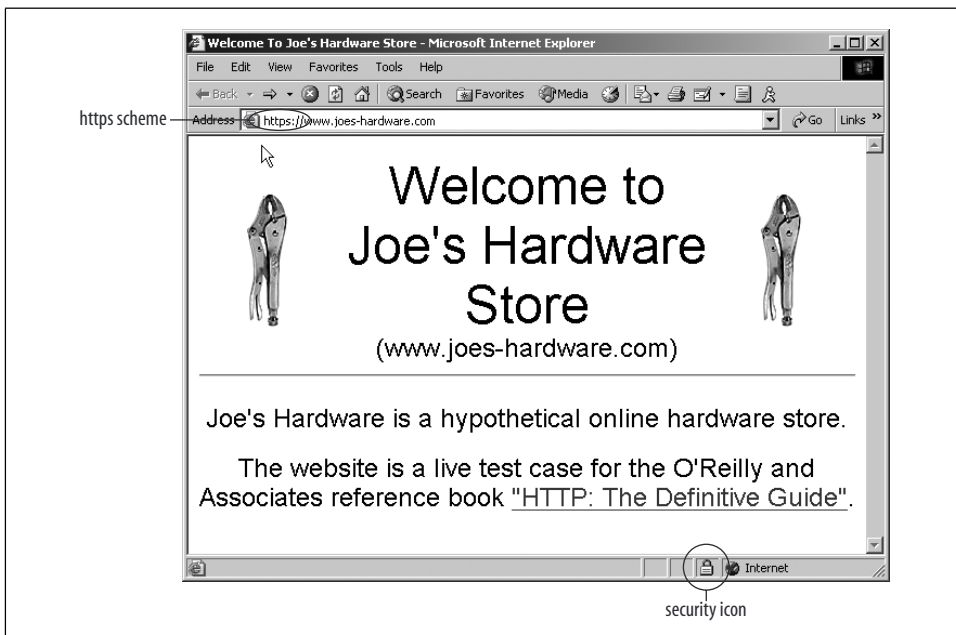 Welcome To Joe's Hardware Store - Microsoft Internet Explorer
File Edit View Favorites Tools Help
Back Search Favorites Media
https scheme
Address https://www.joes-hardware.com Go Links »
Welcome to
Joe's Hardware
Store
(www.joes-hardware.com)
Joe's Hardware is a hypothetical online hardware store.
The website is a live test case for the O'Reilly and
Associates reference book "HTTP: The Definitive Guide".
Internet
security icon